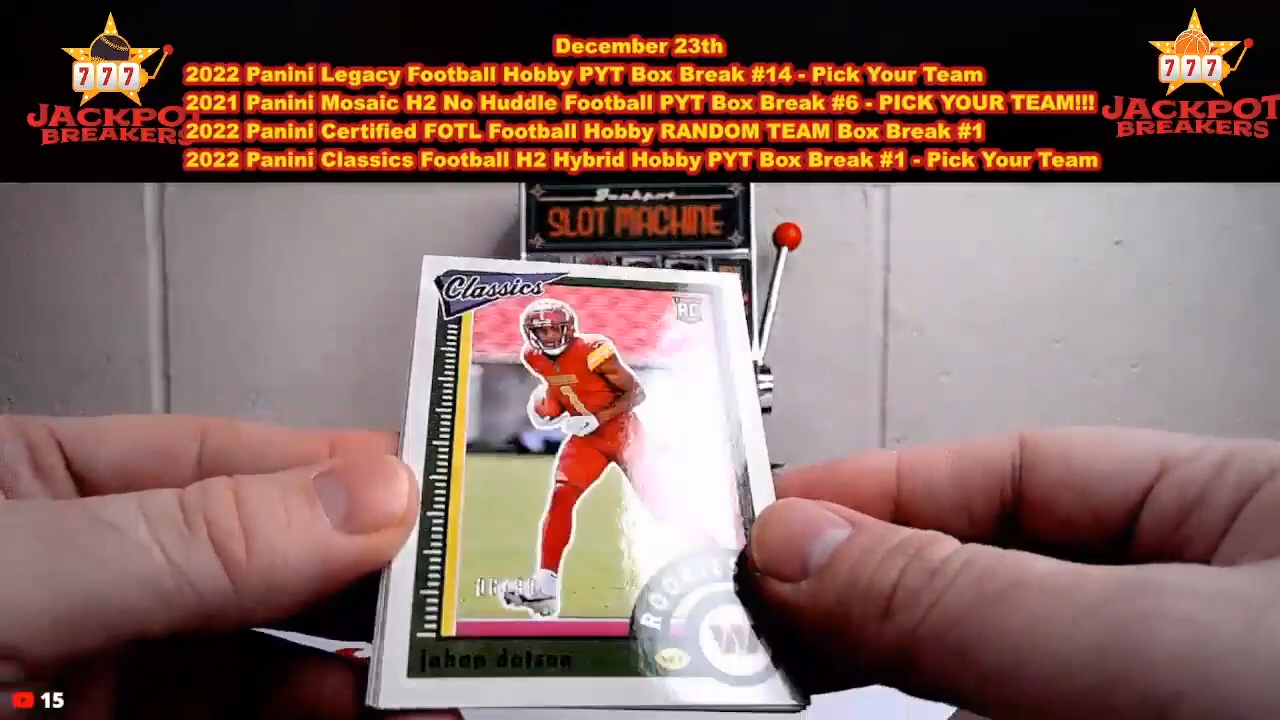 December 23th
2022 Panini Legacy Football Hobby PYT Box Break #14 - Pick Your Team
2021 Panini Mosaic H2 No Huddle Football PYT Box Break #6 - PICK YOUR TEAM!!!
2022 Panini Certified FOTL Football Hobby RANDOM TEAM Box Break #1
2022 Panini Classics Football H2 Hybrid Hobby PYT Box Break #1 - Pick Your Team
777
JACKPOT
BREAKERS
777
JACKPOT
BREAKERS
Jackpot
SLOT MACHINE
Classics
RC
1
jahan dotson
W
15